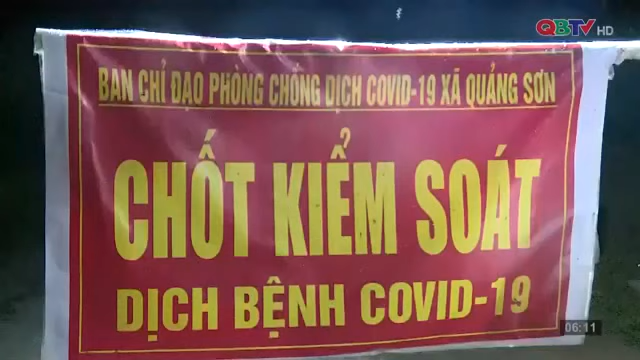 QBTV HD
BAN CHỈ ĐẠO PHÒNG CHỐNG DỊCH COVID-19 XÃ QUẢNG SƠN
CHỐT KIỂM SOÁT
DỊCH BỆNH COVID-19
06:11